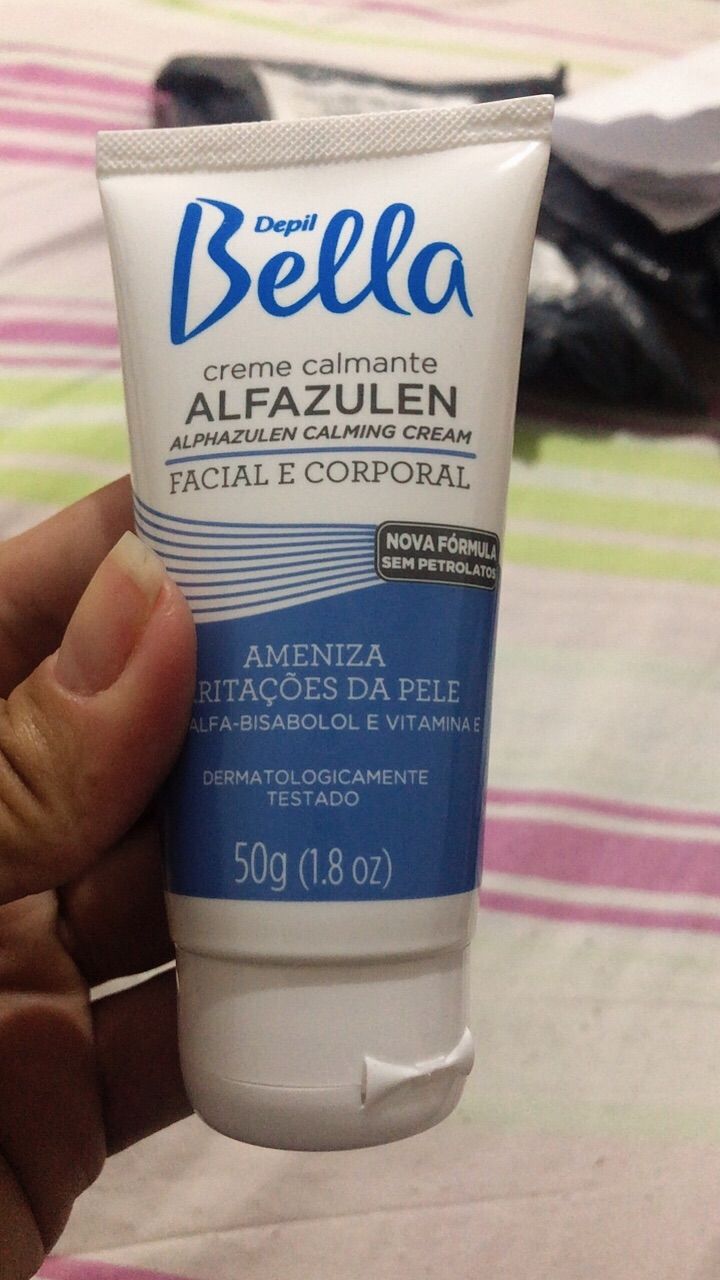 Depil
Bella
creme calmante
ALFAZULEN
ALPHAZULEN CALMING CREAM
FACIAL E CORPORAL
NOVA FÓRMULA
SEM PETROLATOS
AMENIZA
RITAÇÕES DA PELE
ALFA-BISABOLOL E VITAMINA E
DERMATOLOGICAMENTE
TESTADO
50g (1.8 oz)